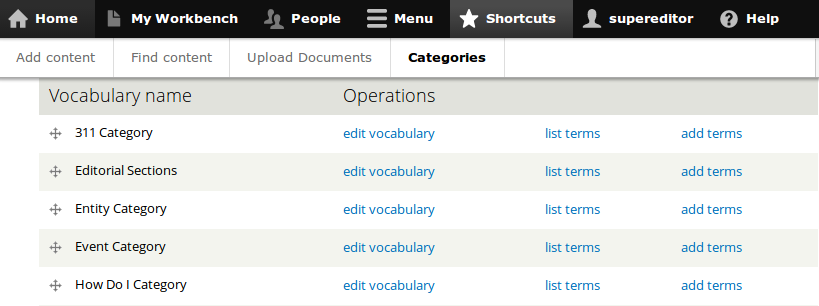 Home My Workbench People Menu Shortcuts supereditor Help
Add content Find content Upload Documents Categories
Vocabulary name Operations
311 Category edit vocabulary list terms add terms
Editorial Sections edit vocabulary list terms add terms
Entity Category edit vocabulary list terms add terms
Event Category edit vocabulary list terms add terms
How Do I Category edit vocabulary list terms add terms